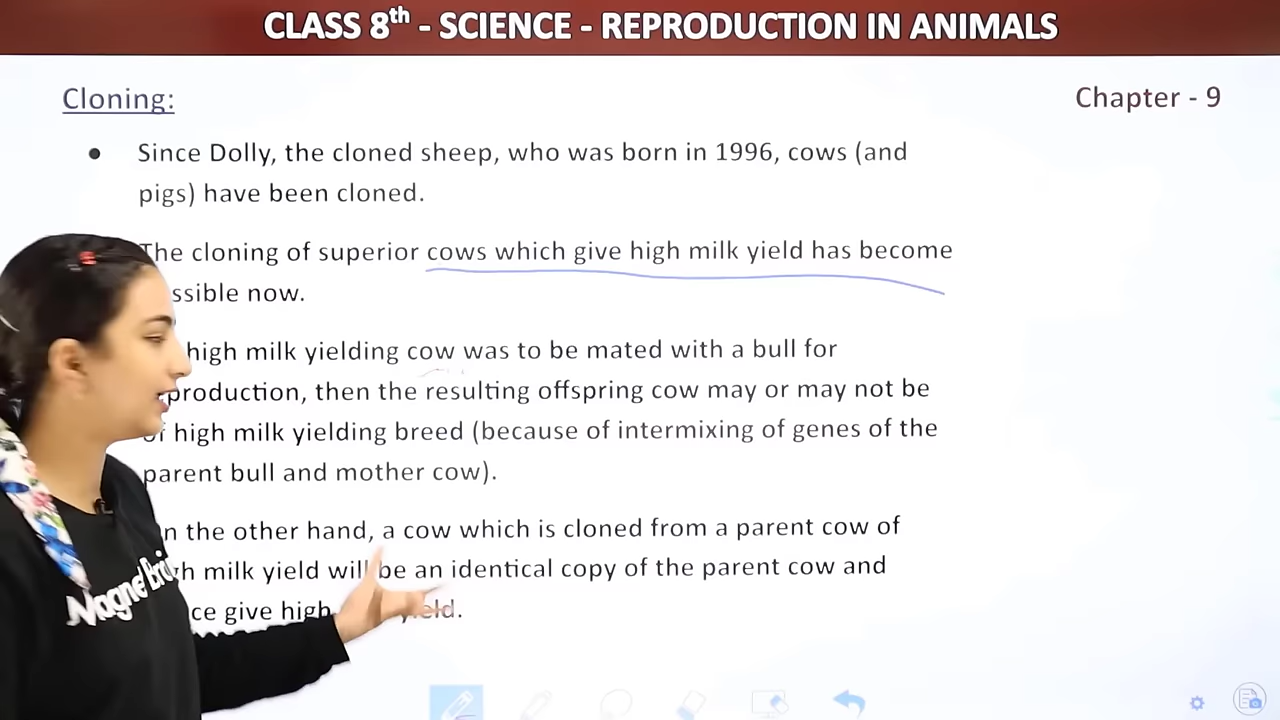 CLASS 8th - SCIENCE - REPRODUCTION IN ANIMALS
Cloning:
Chapter - 9
• Since Dolly, the cloned sheep, who was born in 1996, cows (and
pigs) have been cloned.
The cloning of superior cows which give high milk yield has become
ssible now.
high milk yielding cow was to be mated with a bull for
production, then the resulting offspring cow may or may not be
of high milk yielding breed (because of intermixing of genes of the
parent bull and mother cow).
n the other hand, a cow which is cloned from a parent cow of
gh milk yield will be an identical copy of the parent cow and
ce give high yield.
Magnet